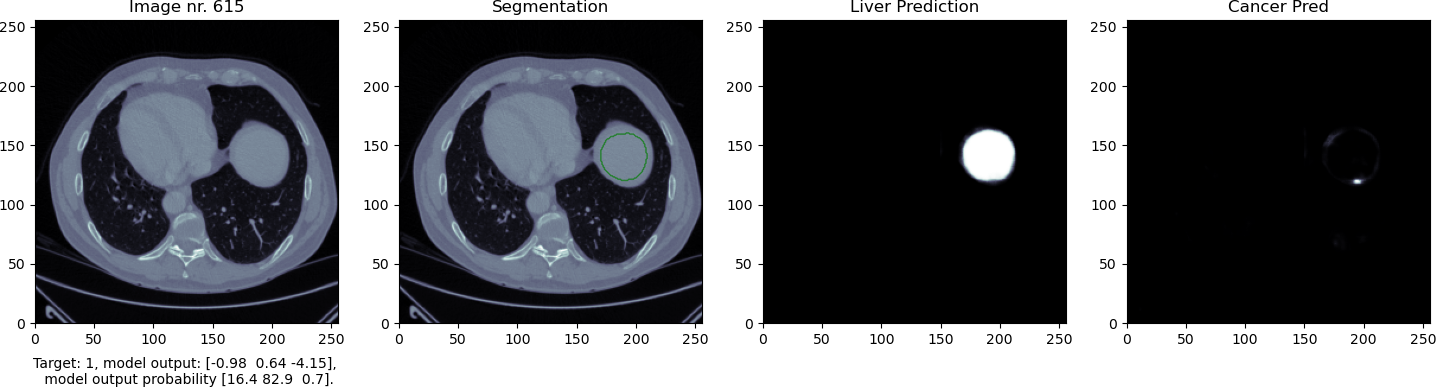 Image nr. 615
Segmentation
Liver Prediction
Cancer Pred
250 250 250 250
200 200 200 200
150 150 150 150
100 100 100 100
50 50 50 50
0 0 0 0
0 50 100 150 200 250 0 50 100 150 200 250 0 50 100 150 200 250 0 50 100 150 200 250
Target: 1, model output: [-0.98 0.64 -4.15],
model output probability [16.4 82.9 0.7].